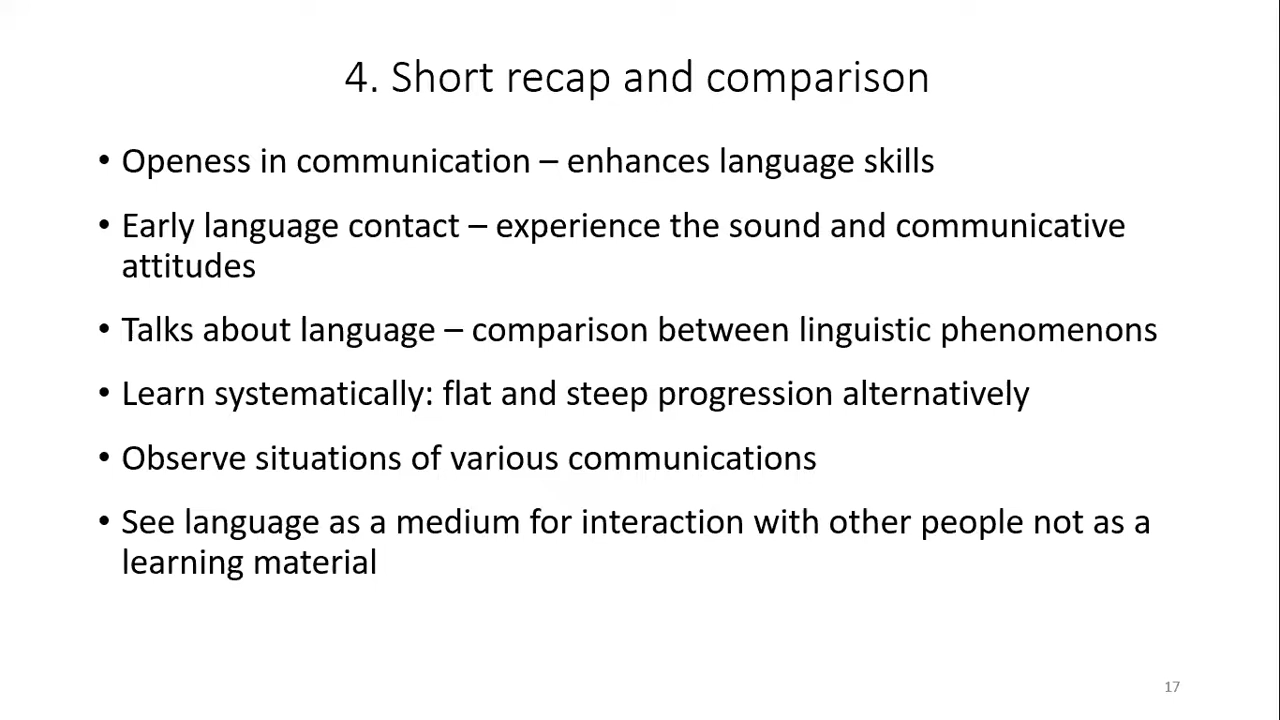 4. Short recap and comparison
• Openess in communication – enhances language skills
• Early language contact – experience the sound and communicative
attitudes
• Talks about language – comparison between linguistic phenomenons
• Learn systematically: flat and steep progression alternatively
• Observe situations of various communications
• See language as a medium for interaction with other people not as a
learning material
17